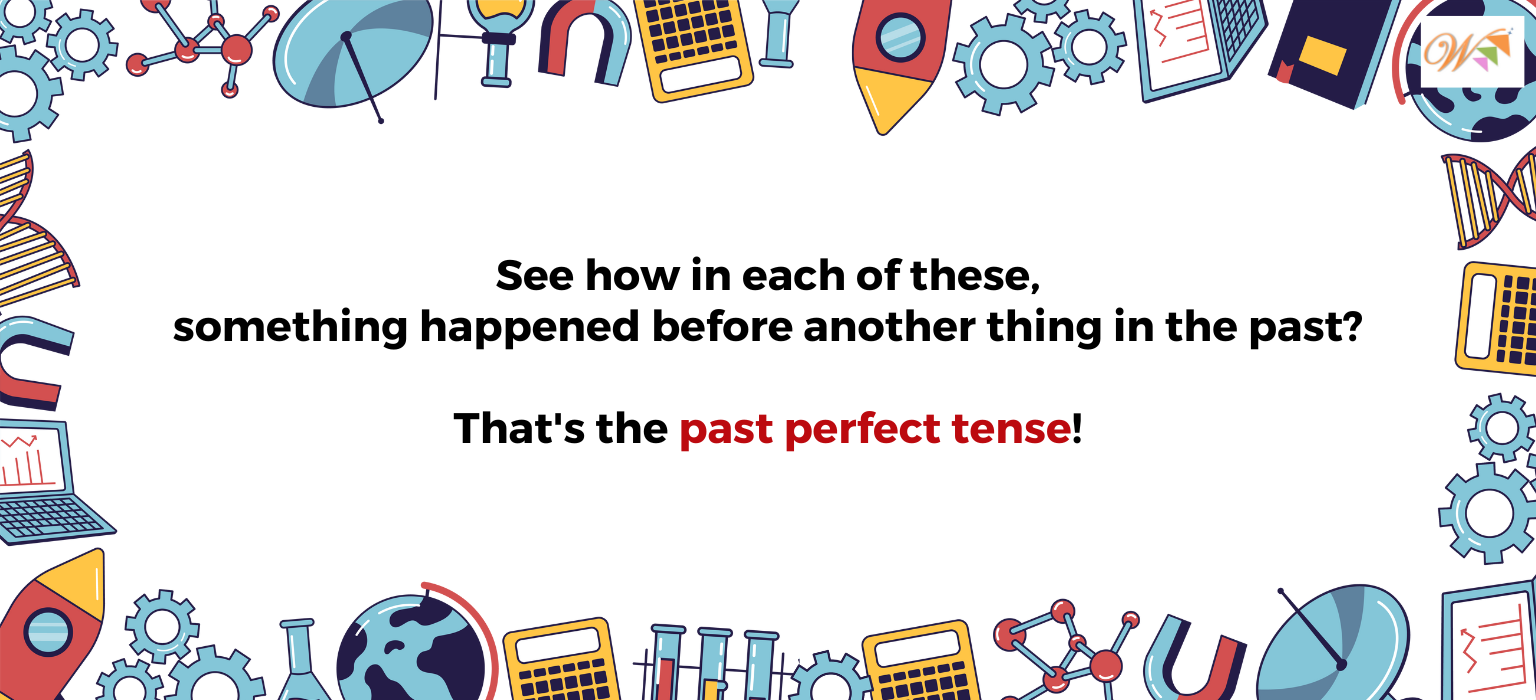 W
See how in each of these,
something happened before another thing in the past?
That's the past perfect tense!